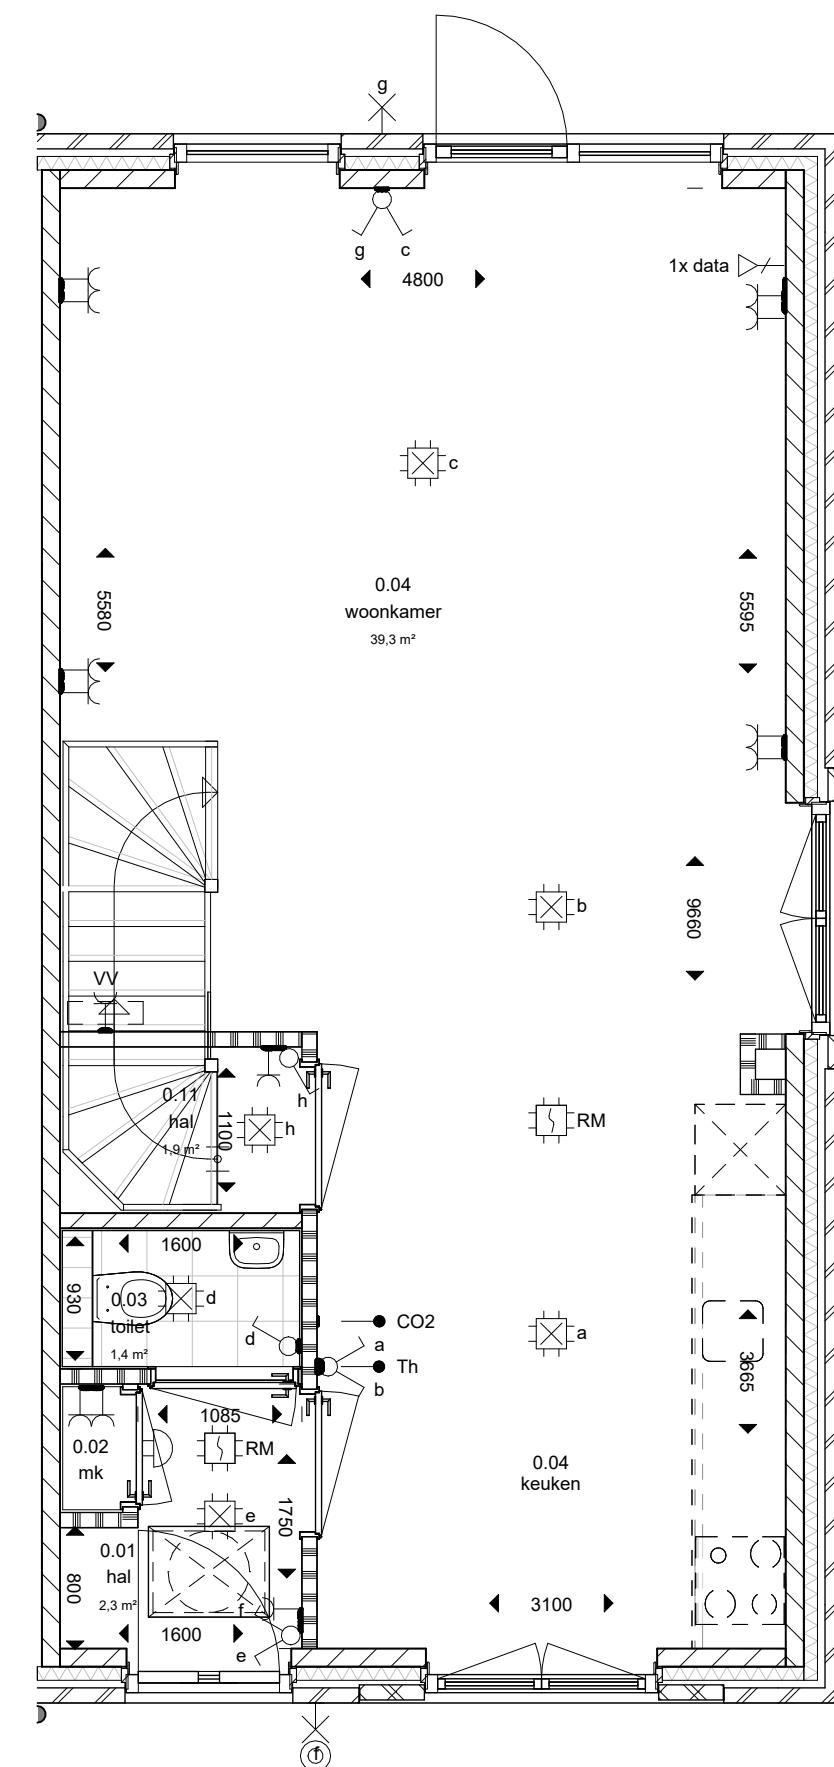 g
g
c
4800
1x data
c
0.04
woonkamer
39,3 m²
5580
5595
b
9660
VV
h
0.11
hal
1,9 m²
1100
h
RM
1600
930
0.03
toilet
1,4 m²
d
d
CO2
a
Th
b
a
3665
1085
0.02
mk
RM
0.04
keuken
e
1750
0.01
hal
2,3 m²
800
f
3100
1600
e
f